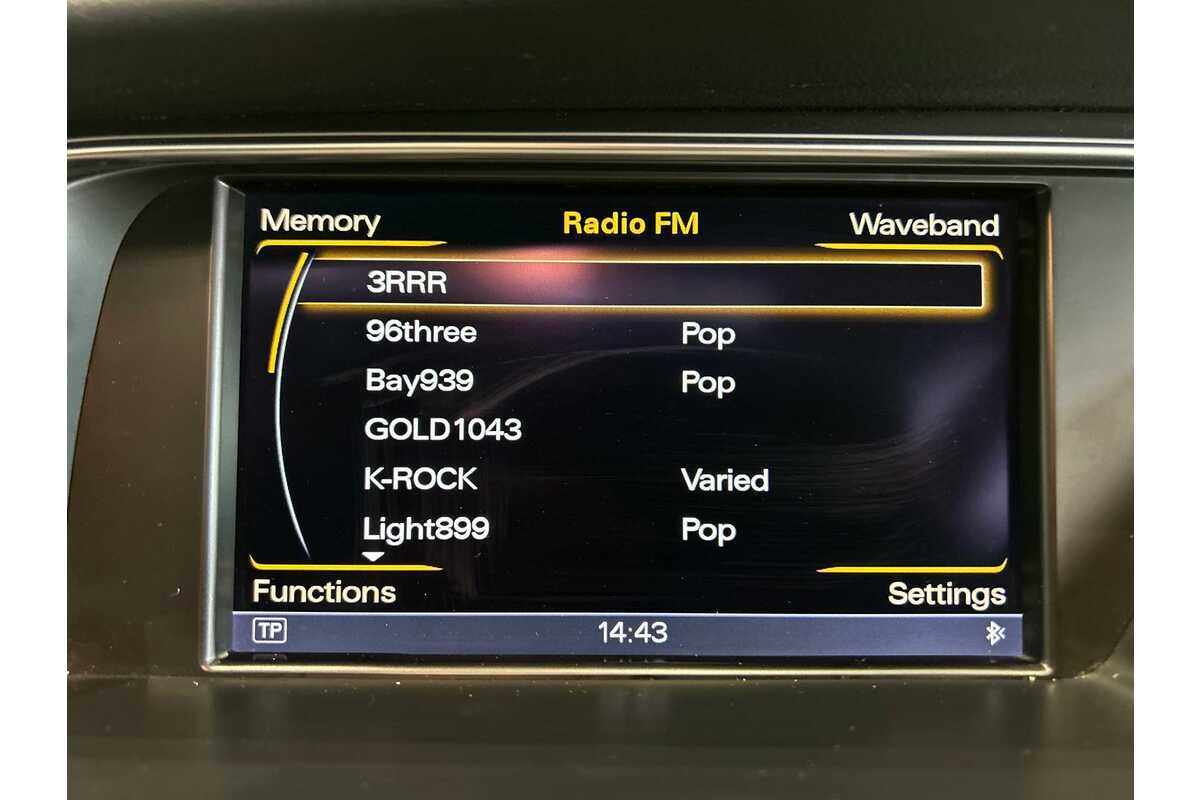 Memory Radio FM Waveband
3RRR
96three Pop
Bay939 Pop
GOLD1043
K-ROCK Varied
Light899 Pop
Functions Settings
TP 14:43